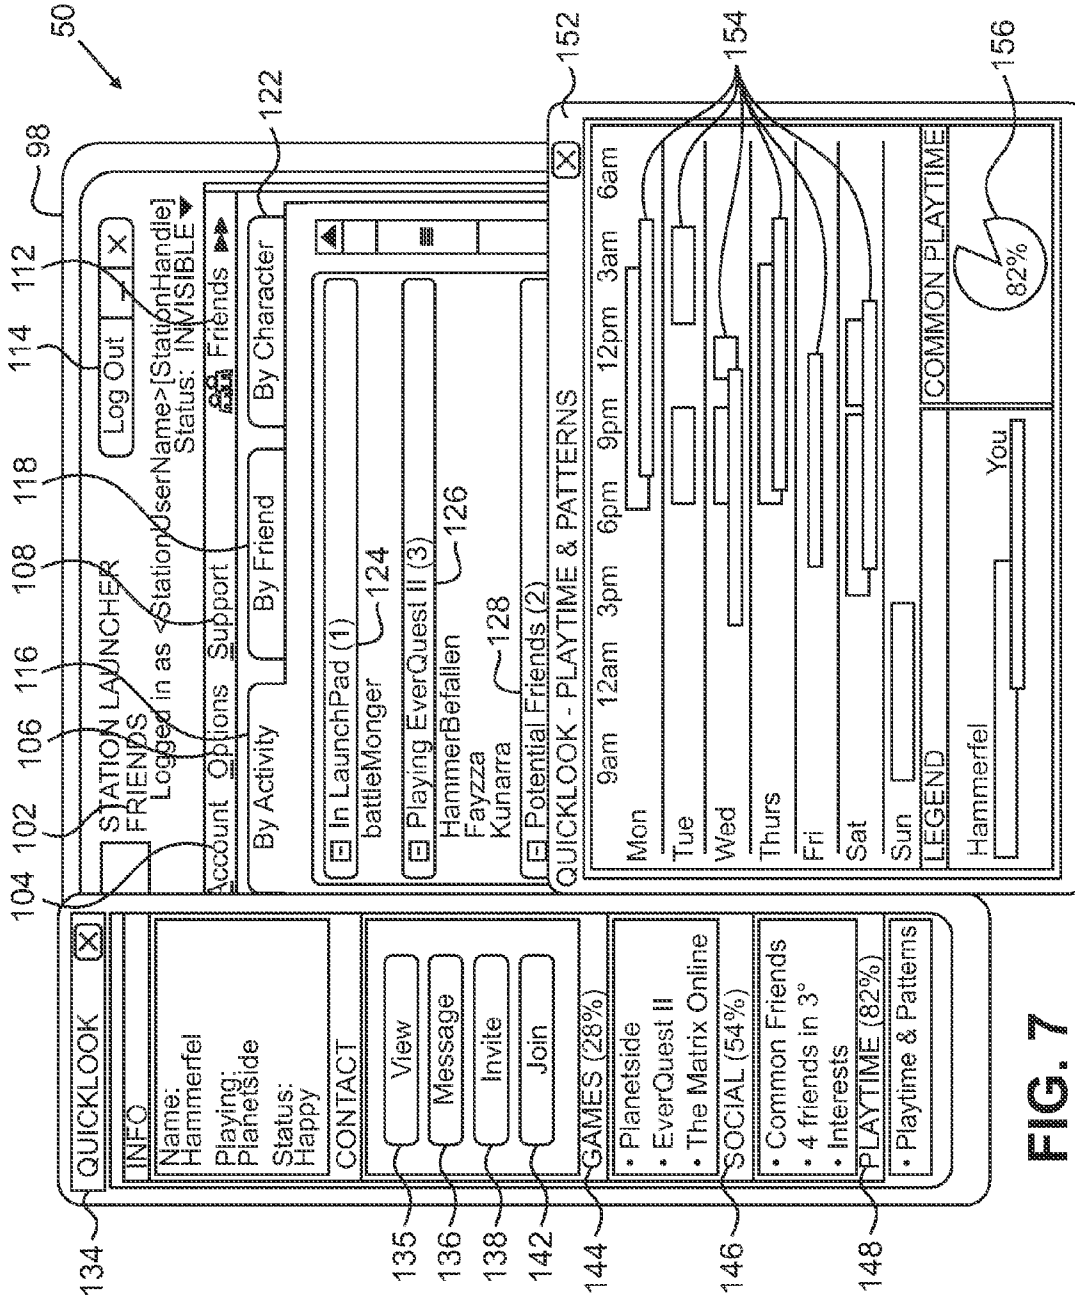 50
98
114
112
122
118
108
116
106
102
104
STATION LAUNCHER
FRIENDS
Log Out _ X
Logged in as <StationUserName>[StationHandle]
Status: INVISIBLE
Account Options Support Friends
By Activity By Friend By Character
In LaunchPad (1)
battleMonger
124
Playing EverQuest II (3)
126
HammerBefallen
Fayzza
Kunarra
128
Potential Friends (2)
134
QUICKLOOK X
INFO
Name:
Hammerfel
Playing:
Planetside
Status:
Happy
CONTACT
135
View
136
Message
138
Invite
142
Join
144
GAMES (28%)
• Planetside
• EverQuest II
• The Matrix Online
146
SOCIAL (54%)
• Common Friends
• 4 friends in 3°
• Interests
148
PLAYTIME (82%)
• Playtime & Patterns
152
QUICKLOOK - PLAYTIME & PATTERNS X
9am 12am 3pm 6pm 9pm 12pm 3am 6am
Mon
Tue
Wed
Thurs
Fri
Sat
Sun
154
LEGEND COMMON PLAYTIME
Hammerfel
You
82%
156
FIG. 7